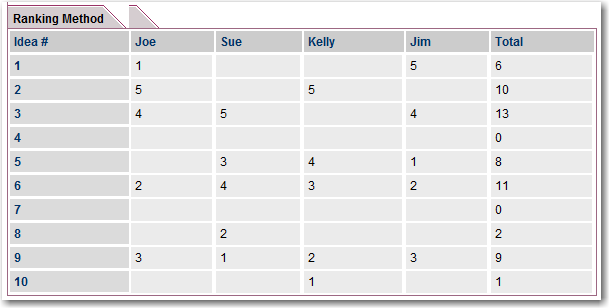 Ranking Method
Idea # Joe Sue Kelly Jim Total
1 1 5 6
2 5 5 10
3 4 5 4 13
4 0
5 3 4 1 8
6 2 4 3 2 11
7 0
8 2 2
9 3 1 2 3 9
10 1 1